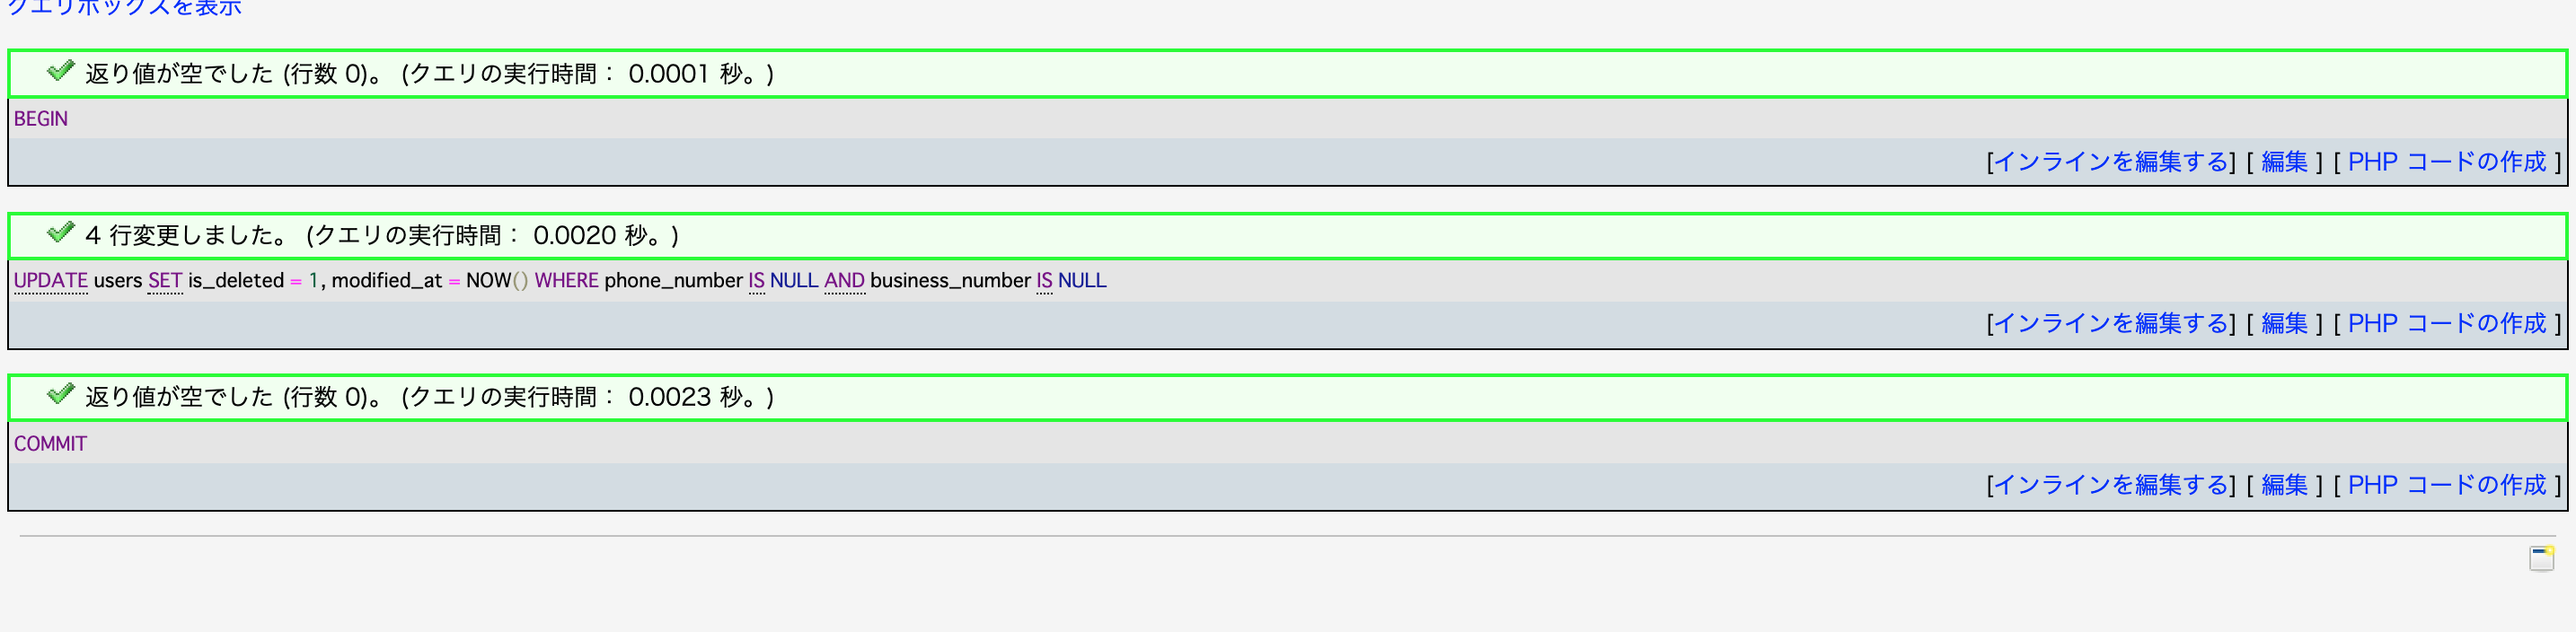 クエリボックスを表示
返り値が空でした (行数 0)。 (クエリの実行時間： 0.0001 秒。)
BEGIN
[インラインを編集する] [ 編集 ] [ PHP コードの作成 ]
4 行変更しました。 (クエリの実行時間： 0.0020 秒。)
UPDATE users SET is_deleted = 1, modified_at = NOW() WHERE phone_number IS NULL AND business_number IS NULL
[インラインを編集する] [ 編集 ] [ PHP コードの作成 ]
返り値が空でした (行数 0)。 (クエリの実行時間： 0.0023 秒。)
COMMIT
[インラインを編集する] [ 編集 ] [ PHP コードの作成 ]